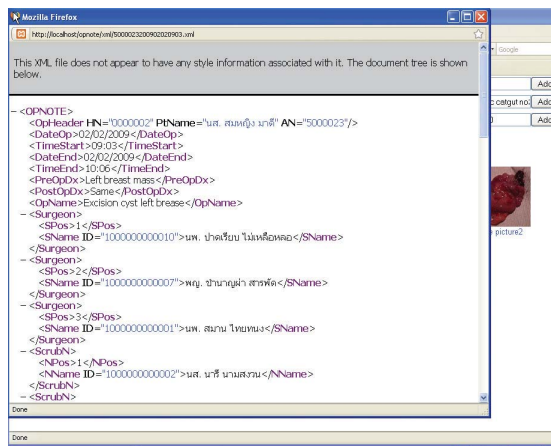 Mozilla Firefox
http://localhost/opnote/xml/5000023200902020903.xml
This XML file does not appear to have any style information associated with it. The document tree is shown
below.
− <OPNOTE>
<OpHeader HN="0000002" PtName="นส. สมหญิง มาดี" AN="5000023"/>
<DateOp>02/02/2009</DateOp>
<TimeStart>09:03</TimeStart>
<DateEnd>02/02/2009</DateEnd>
<TimeEnd>10:06</TimeEnd>
<PreOpDx>Left breast mass</PreOpDx>
<PostOpDx>Same</PostOpDx>
<OpName>Excision cyst left brease</OpName>
− <Surgeon>
<SPos>1</SPos>
<SName ID="1000000000010">นพ. ปาดเรียบ ไม่เหลือหลอ</SName>
</Surgeon>
− <Surgeon>
<SPos>2</SPos>
<SName ID="1000000000007">พญ. ชำนาญผ่า สารพัด</SName>
</Surgeon>
− <Surgeon>
<SPos>3</SPos>
<SName ID="1000000000001">นพ. สมาน ไทยทนง</SName>
</Surgeon>
− <ScrubN>
<NPos>1</NPos>
<NName ID="1000000000002">นส. นารี นามสงวน</NName>
</ScrubN>
− <ScrubN>
Done
Google
Add
c catgut no2
Add
Add
picture2
Done